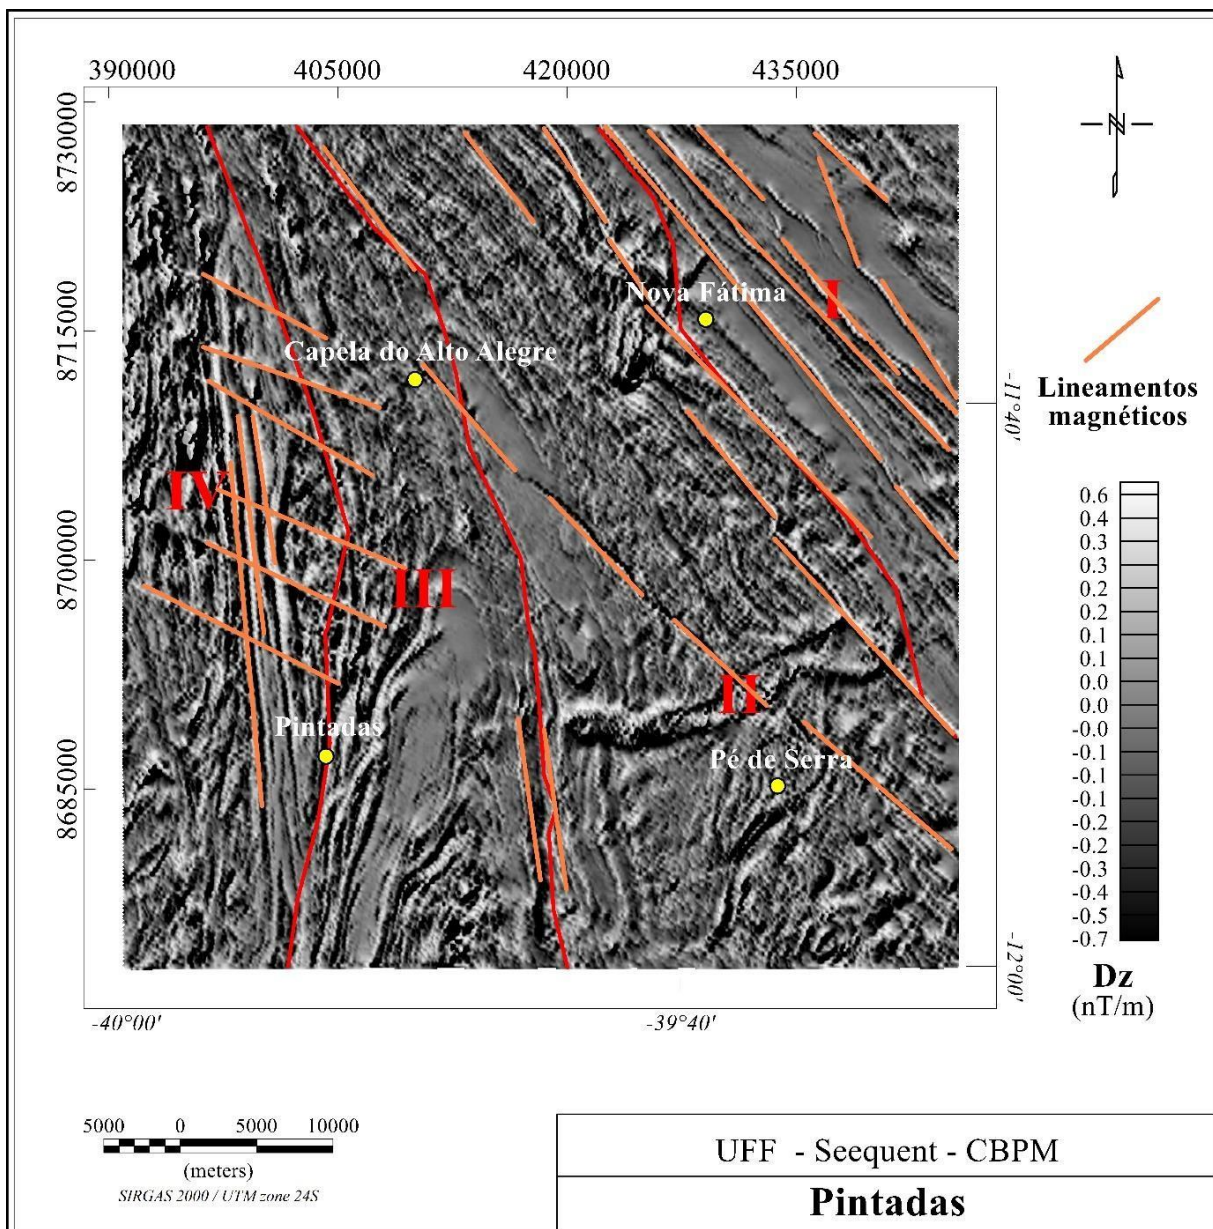 390000 405000 420000 435000
8730000
8715000
8700000
8685000
N
Nova Fátima
I
Capela do Alto Alegre
IV
III
II
Pintadas
Pé de Serra
-11°40'
-12°00'
-40°00'
-39°40'
Lineamentos
magnéticos
0.6
0.4
0.3
0.3
0.2
0.2
0.1
0.1
0.0
0.0
-0.0
-0.1
-0.1
-0.1
-0.2
-0.2
-0.3
-0.4
-0.5
-0.7
Dz
(nT/m)
5000 0 5000 10000
(meters)
SIRGAS 2000 / UTM zone 24S
UFF - Seequent - CBPM
Pintadas